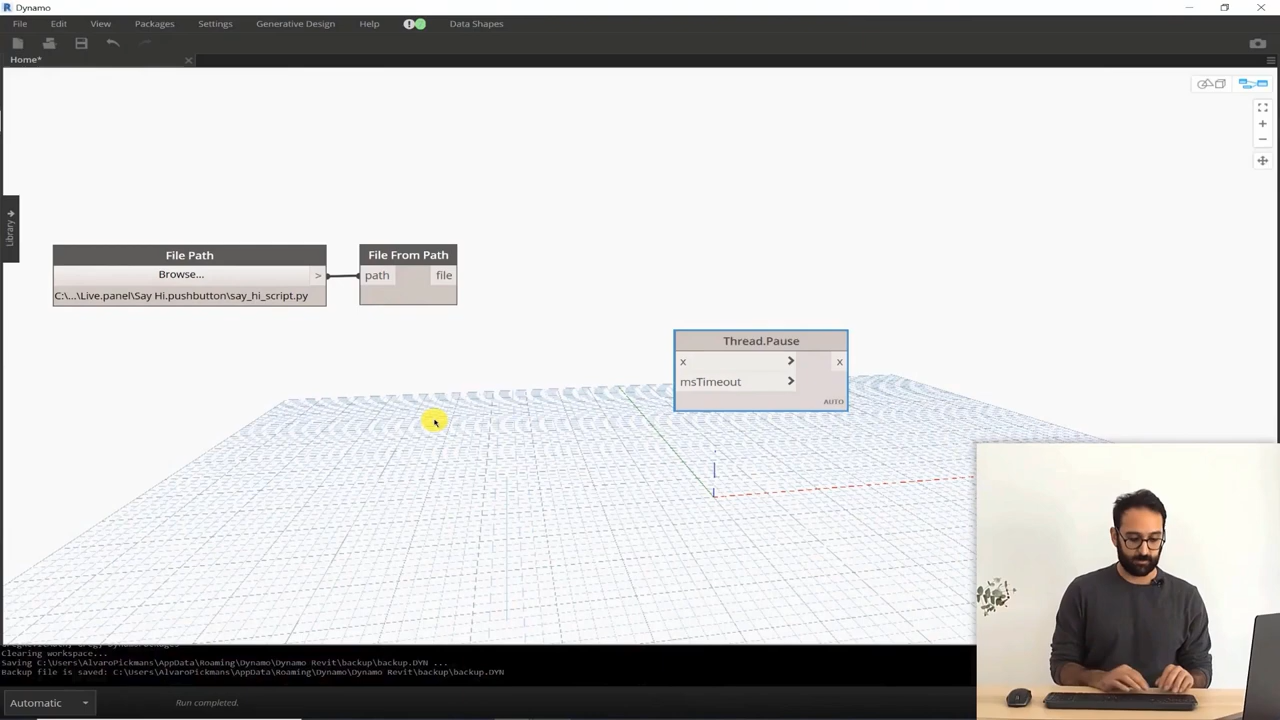 Dynamo
File Edit View Packages Settings Generative Design Help Data Shapes
Home*
Library
File Path
Browse... >
C:\...\Live.panel\Say Hi.pushbutton\say_hi_script.py
File From Path
path file
Thread.Pause
x > x
msTimeout >
AUTO
Clearing workspace...
Saving C:\Users\AlvaroPickmans\AppData\Roaming\Dynamo\Dynamo Revit\backup\backup.DYN ...
Backup file is saved: C:\Users\AlvaroPickmans\AppData\Roaming\Dynamo\Dynamo Revit\backup\backup.DYN
Automatic Run completed.